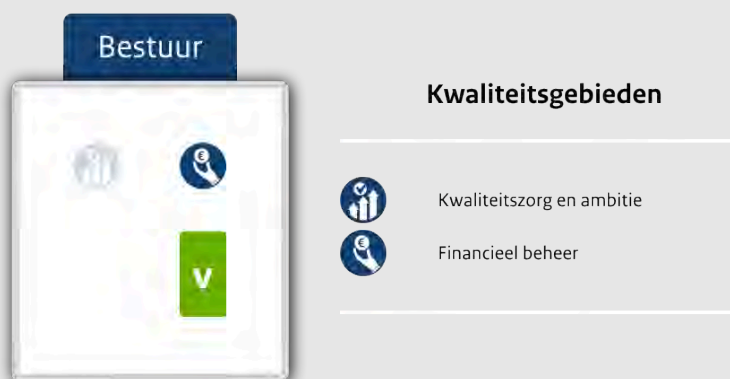 Bestuur
V
Kwaliteitsgebieden
Kwaliteitszorg en ambitie
Financieel beheer